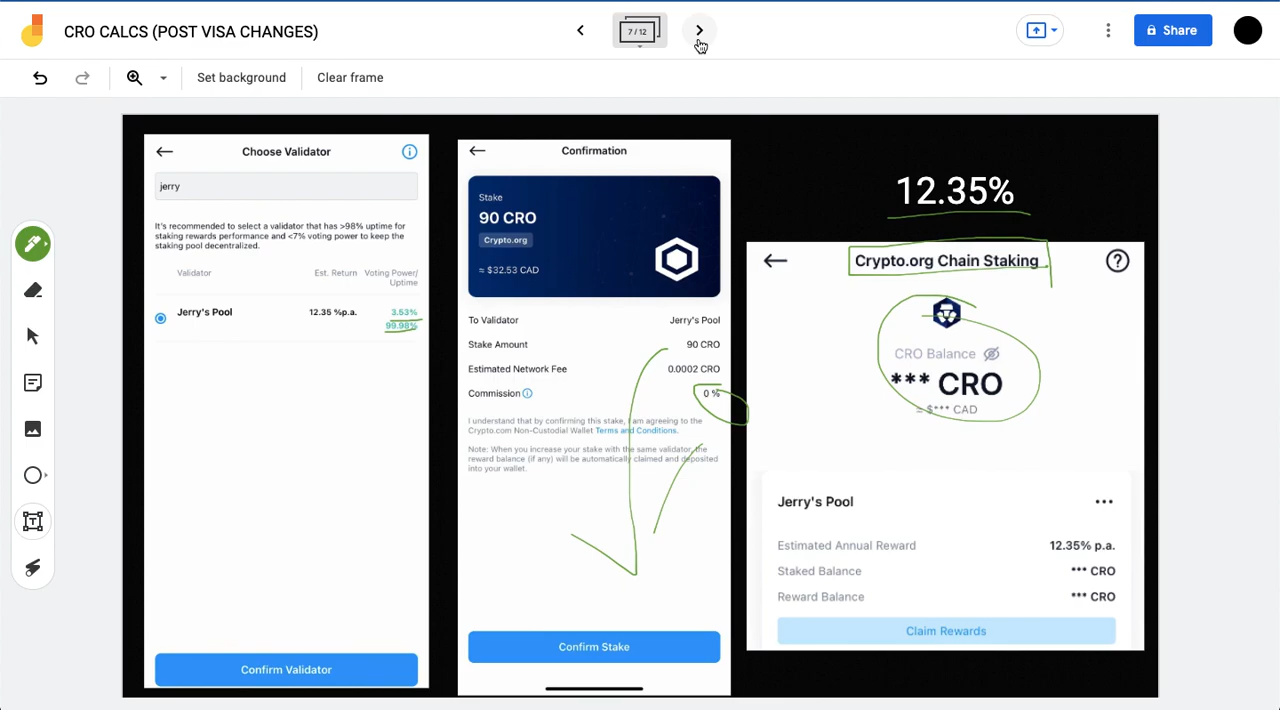 CRO CALCS (POST VISA CHANGES)
7 / 12
Share
Set background
Clear frame
Choose Validator
jerry
It's recommended to select a validator that has >98% uptime for
staking rewards performance and <7% voting power to keep the
staking pool decentralized.
Validator
Est. Return
Voting Power/
Uptime
Jerry's Pool
12.35 %p.a.
3.53%
99.98%
Confirm Validator
Confirmation
Stake
90 CRO
Crypto.org
≈ $32.53 CAD
To Validator
Jerry's Pool
Stake Amount
90 CRO
Estimated Network Fee
0.0002 CRO
Commission
0 %
I understand that by confirming this stake, I am agreeing to the
Crypto.com Non-Custodial Wallet Terms and Conditions.
Note: When you increase your stake with the same validator, the
reward balance (if any) will be automatically claimed and deposited
into your wallet.
Confirm Stake
12.35%
Crypto.org Chain Staking
CRO Balance
*** CRO
≈ $*** CAD
Jerry's Pool
Estimated Annual Reward
12.35% p.a.
Staked Balance
*** CRO
Reward Balance
*** CRO
Claim Rewards